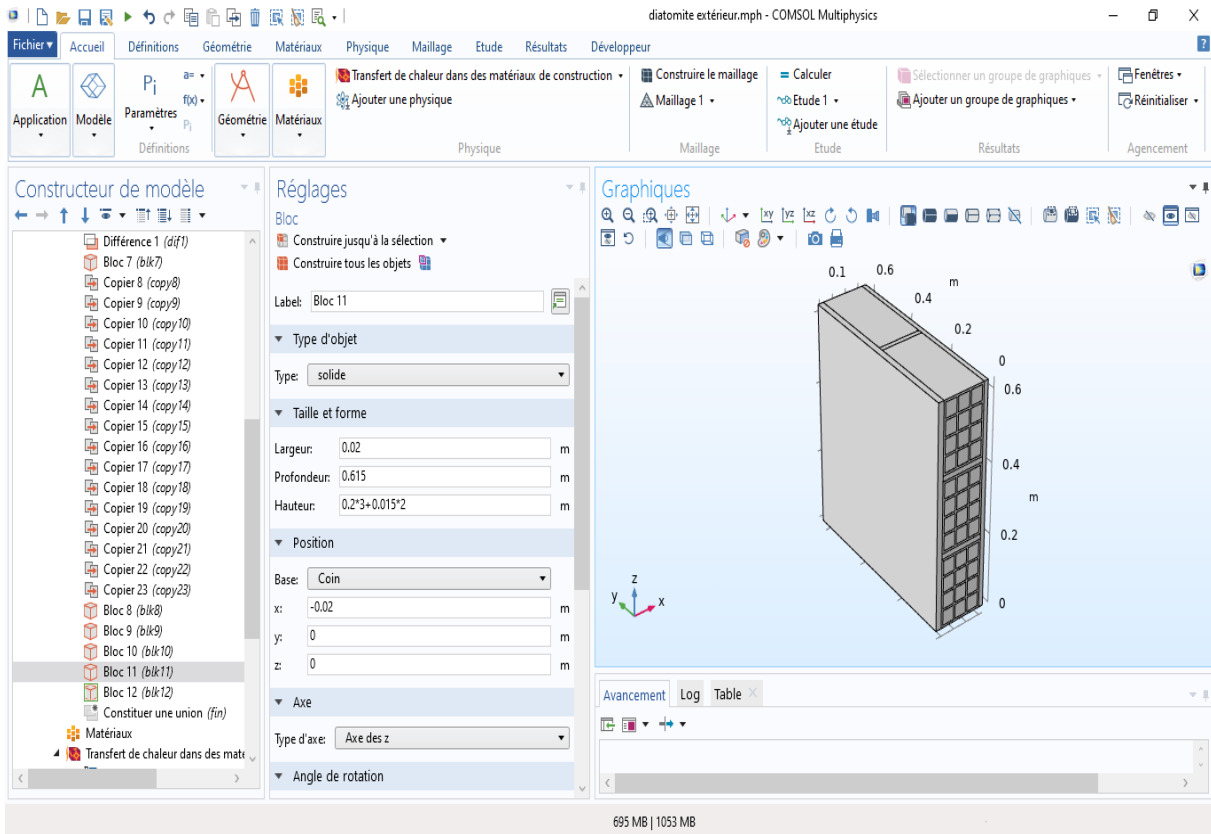 diatomite extérieur.mph - COMSOL Multiphysics
Fichier Accueil Définitions Géométrie Matériaux Physique Maillage Etude Résultats Développeur
A
Application
Modèle
Pi
Paramètres
a=
f(x)
Pi
Définitions
Géométrie
Matériaux
Transfert de chaleur dans des matériaux de construction
Ajouter une physique
Physique
Construire le maillage
Maillage 1
Maillage
= Calculer
Etude 1
Ajouter une étude
Etude
Sélectionner un groupe de graphiques
Ajouter un groupe de graphiques
Résultats
Fenêtres
Réinitialiser
Agencement
Constructeur de modèle
Différence 1 (dif1)
Bloc 7 (blk7)
Copier 8 (copy8)
Copier 9 (copy9)
Copier 10 (copy10)
Copier 11 (copy11)
Copier 12 (copy12)
Copier 13 (copy13)
Copier 14 (copy14)
Copier 15 (copy15)
Copier 16 (copy16)
Copier 17 (copy17)
Copier 18 (copy18)
Copier 19 (copy19)
Copier 20 (copy20)
Copier 21 (copy21)
Copier 22 (copy22)
Copier 23 (copy23)
Bloc 8 (blk8)
Bloc 9 (blk9)
Bloc 10 (blk10)
Bloc 11 (blk11)
Bloc 12 (blk12)
Constituer une union (fin)
Matériaux
Transfert de chaleur dans des maté
Réglages
Bloc
Construire jusqu'à la sélection
Construire tous les objets
Label: Bloc 11
Type d'objet
Type: solide
Taille et forme
Largeur: 0.02 m
Profondeur: 0.615 m
Hauteur: 0.2*3+0.015*2 m
Position
Base: Coin
x: -0.02 m
y: 0 m
z: 0 m
Axe
Type d'axe: Axe des z
Angle de rotation
Graphiques
xy yz xz
0.1 0.6
m
0.4
0.2
0
0.6
0.4
m
0.2
0
z
y x
Avancement Log Table
695 MB | 1053 MB